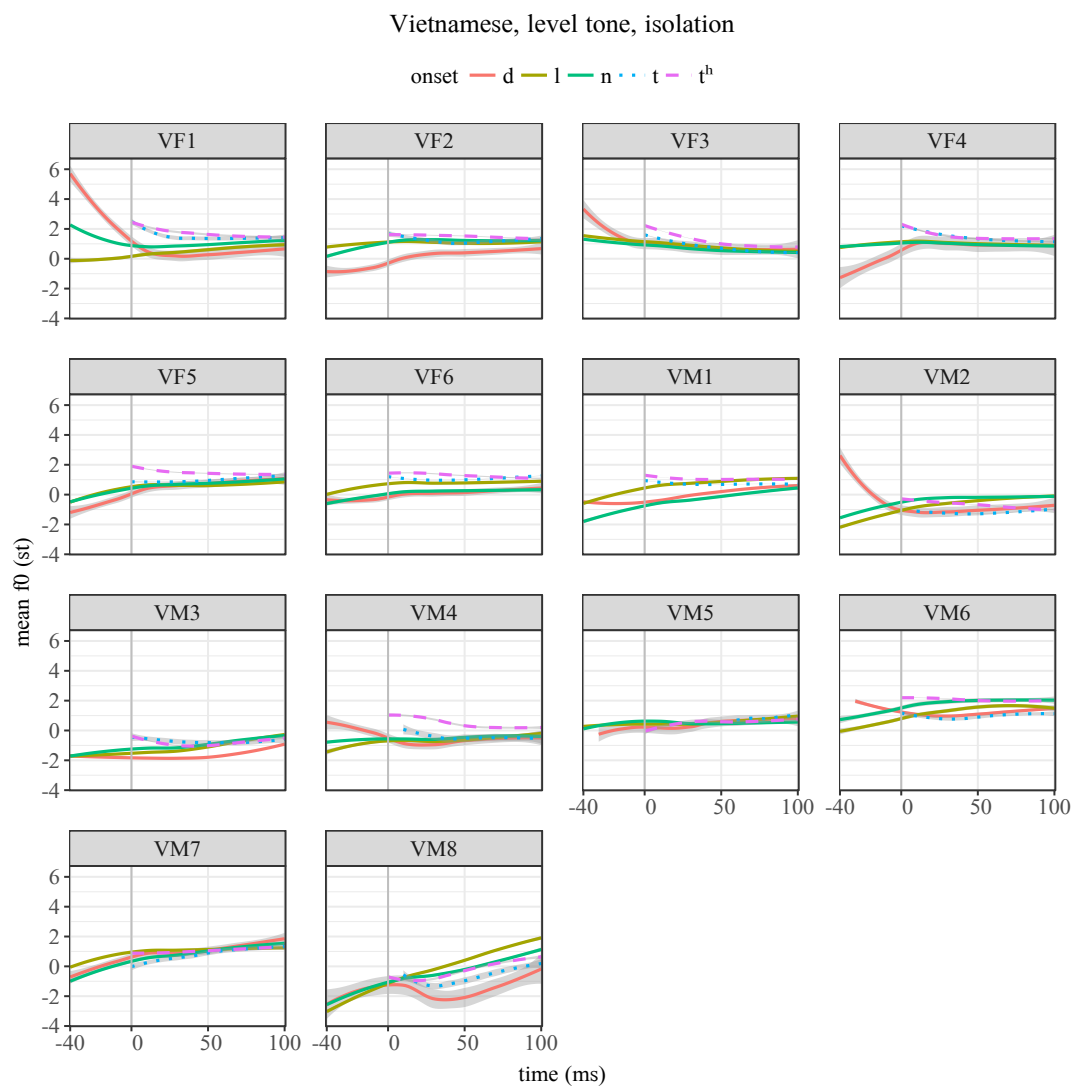 Vietnamese, level tone, isolation
onset d l n t tʰ
VF1 VF2 VF3 VF4
6
4
2
0
-2
-4
VF5 VF6 VM1 VM2
6
4
2
0
-2
-4
VM3 VM4 VM5 VM6
6
4
2
0
-2
-4
-40 0 50 100 -40 0 50 100
VM7 VM8
6
4
2
0
-2
-4
-40 0 50 100 -40 0 50 100
mean f0 (st)
time (ms)